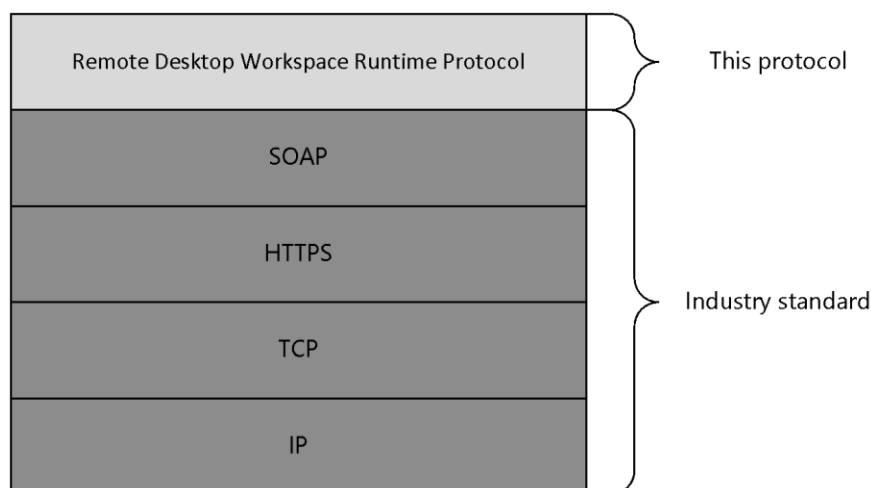 Remote Desktop Workspace Runtime Protocol
This protocol
SOAP
HTTPS
Industry standard
TCP
IP